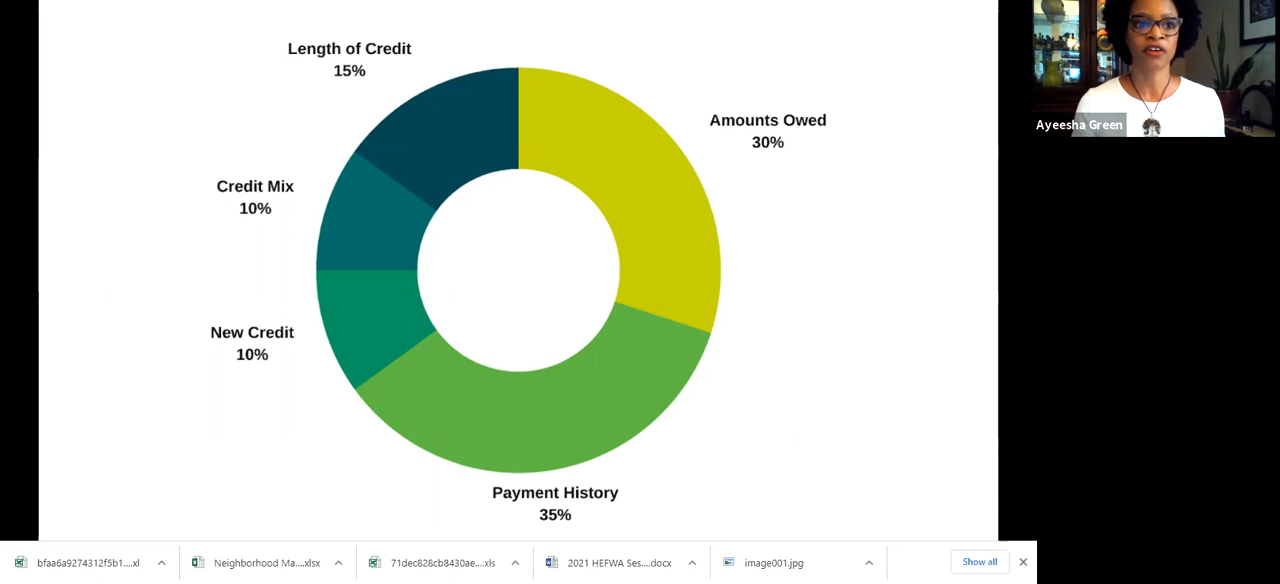 Length of Credit
15%
Amounts Owed
30%
Credit Mix
10%
New Credit
10%
Payment History
35%
Ayeesha Green
bfaa6a9274312f5b1....xl
Neighborhood Ma....xlsx
71dec828cb8430ae....xls
2021 HEFWA Ses....docx
image001.jpg
Show all